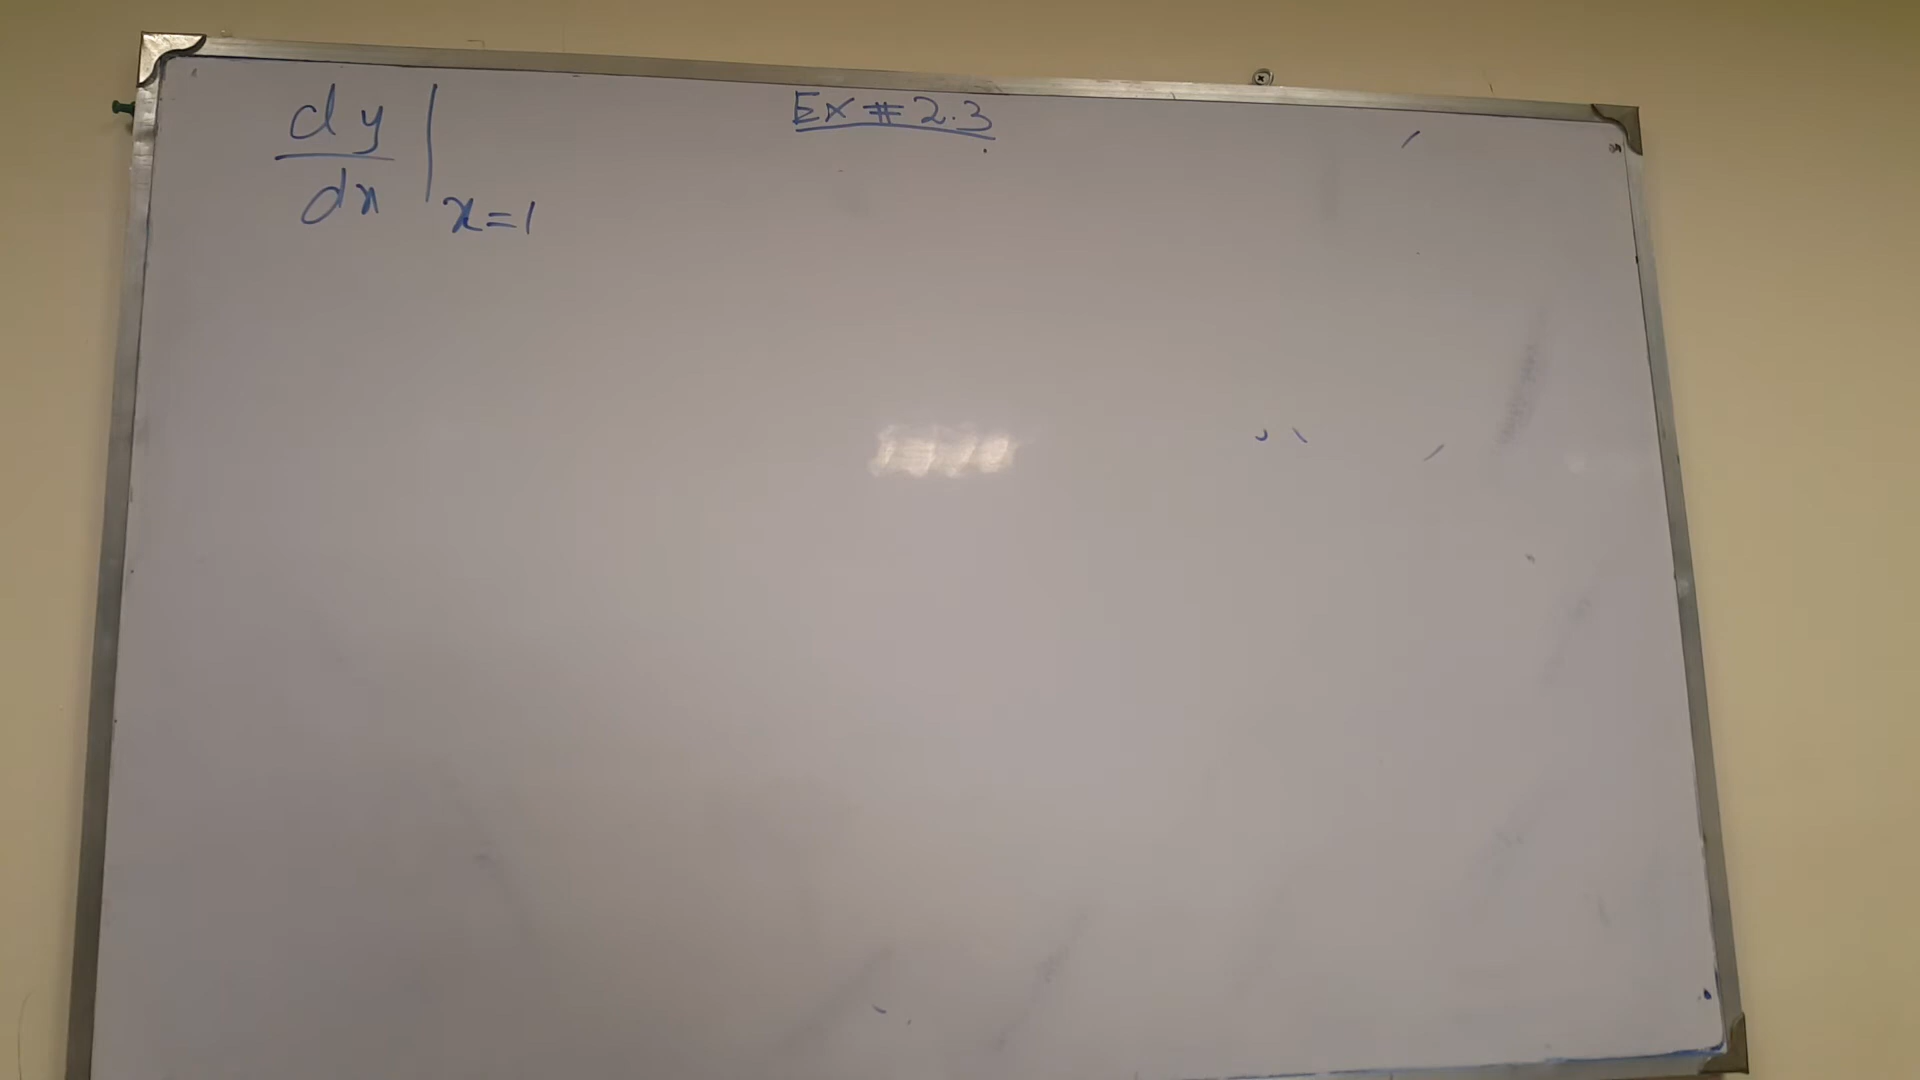 Ex # 2.3
dy/dx | x=1